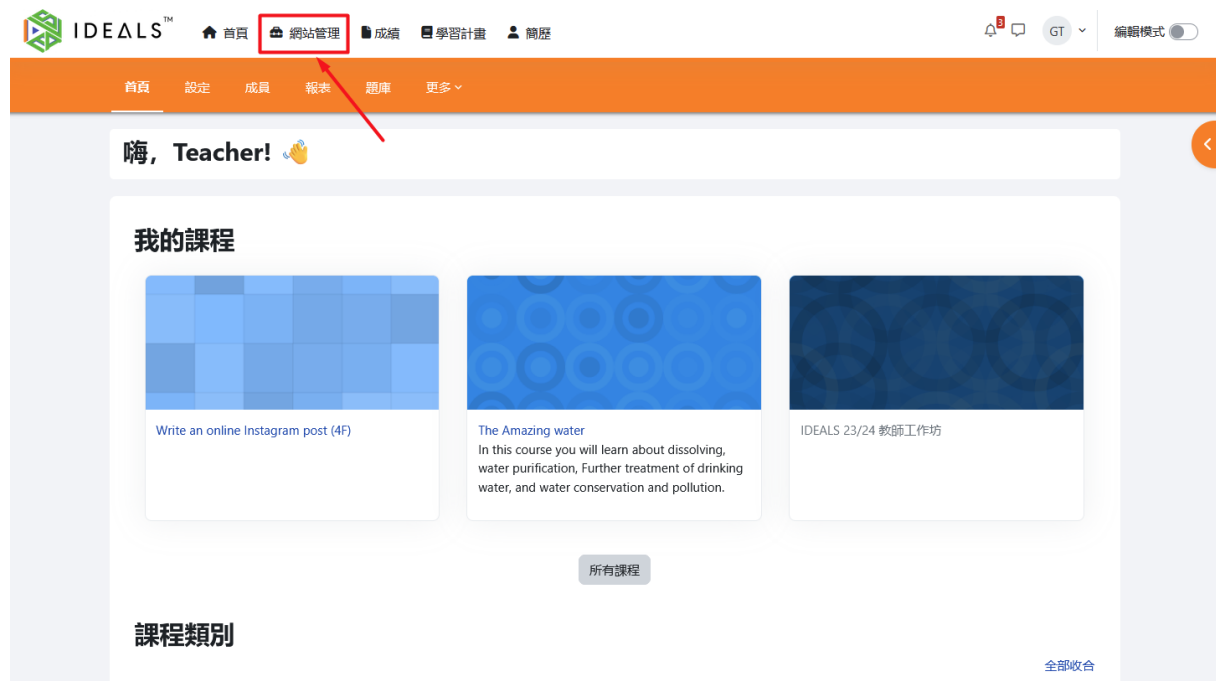 IDEALS™ 首頁 網站管理 成績 學習計畫 簡歷 3 GT 編輯模式
首頁 設定 成員 報表 題庫 更多
嗨，Teacher! 👋
我的課程
Write an online Instagram post (4F)
The Amazing water
In this course you will learn about dissolving,
water purification, Further treatment of drinking
water, and water conservation and pollution.
IDEALS 23/24 教師工作坊
所有課程
課程類別
全部收合